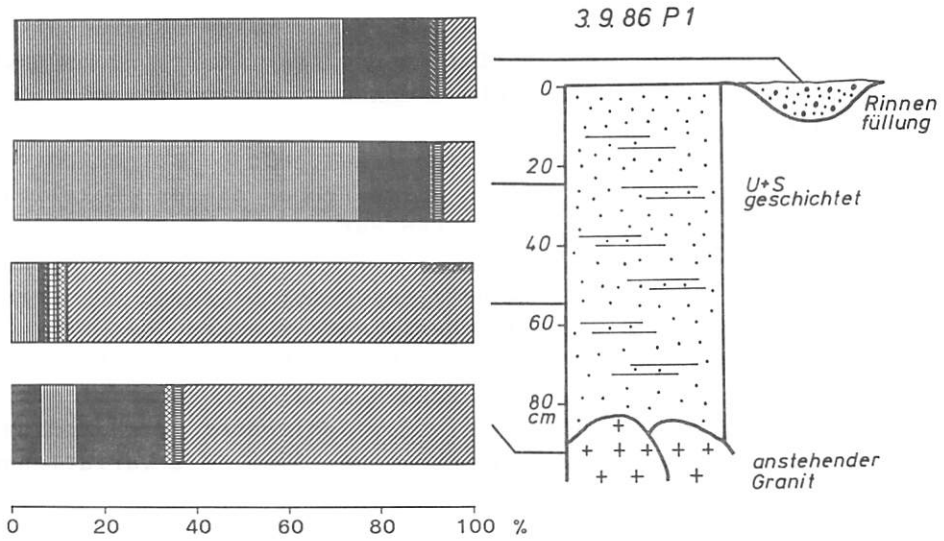 3.9.86 P1
0
Rinnen
füllung
20
U+S
geschichtet
40
60
80
cm
anstehender
Granit
0 20 40 60 80 100 %